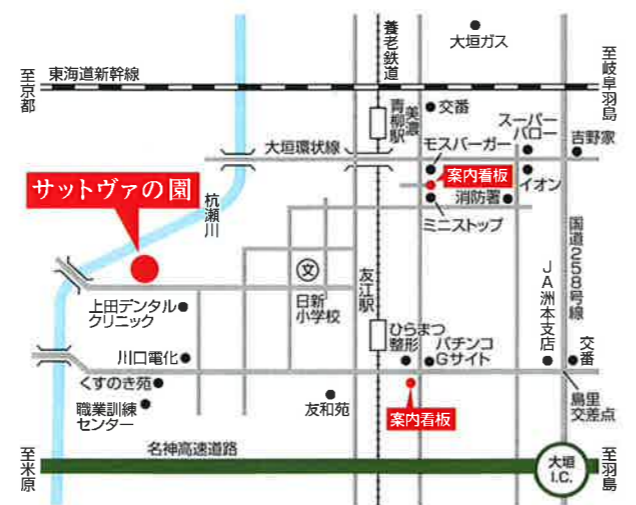 大垣ガス
養老鉄道
至京都
東海道新幹線
至岐阜羽島
美濃
青柳駅
交番
スーパー
バロー
吉野家
大垣環状線
モスバーガー
案内看板
イオン
消防署
ミニストップ
サットヴァの園
杭瀬川
国道258号線
文
日新
小学校
友江駅
JA洲本支店
上田デンタル
クリニック
ひらまつ
整形
パチンコ
Gサイト
交番
川口電化
くすのき苑
職業訓練
センター
友和苑
案内看板
島里
交差点
至米原
名神高速道路
大垣
I.C.
至羽島